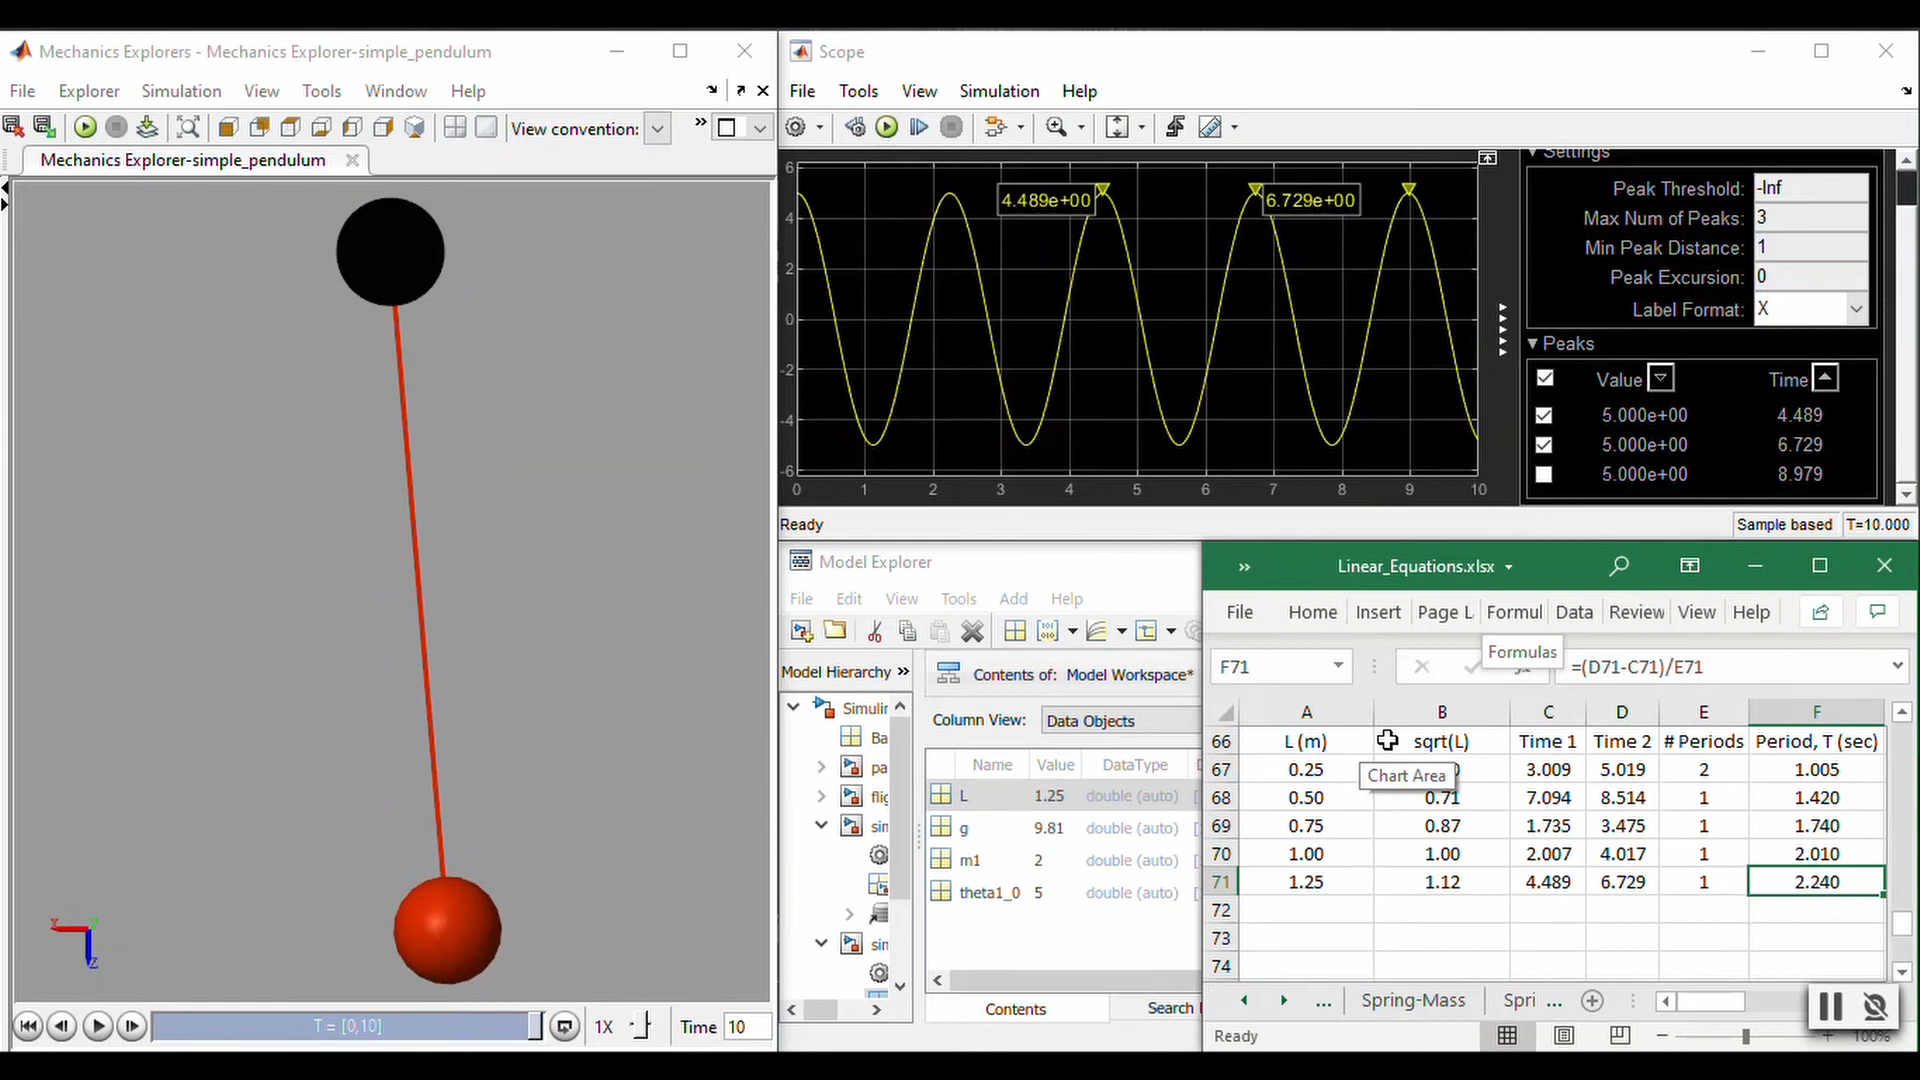 Mechanics Explorers - Mechanics Explorer-simple_pendulum
File Explorer Simulation View Tools Window Help
View convention:
Mechanics Explorer-simple_pendulum
x
z
T = [0,10]
1X
Time 10
Scope
File Tools View Simulation Help
6
4
2
0
-2
-4
-6
0 1 2 3 4 5 6 7 8 9 10
4.489e+00
6.729e+00
Settings
Peak Threshold: -Inf
Max Num of Peaks: 3
Min Peak Distance: 1
Peak Excursion: 0
Label Format: X
Peaks
Value Time
5.000e+00 4.489
5.000e+00 6.729
5.000e+00 8.979
Ready
Sample based T=10.000
Model Explorer
File Edit View Tools Add Help
Model Hierarchy
Simulin
Ba
pa
flig
sin
sin
Contents of: Model Workspace*
Column View: Data Objects
Name Value DataType
L 1.25 double (auto)
g 9.81 double (auto)
m1 2 double (auto)
theta1_0 5 double (auto)
Contents Search
Linear_Equations.xlsx
File Home Insert Page L Formul Data Review View Help
Formulas
F71
=(D71-C71)/E71
A B C D E F
66 L (m) sqrt(L) Time 1 Time 2 # Periods Period, T (sec)
67 0.25 0 3.009 5.019 2 1.005
Chart Area
68 0.50 0.71 7.094 8.514 1 1.420
69 0.75 0.87 1.735 3.475 1 1.740
70 1.00 1.00 2.007 4.017 1 2.010
71 1.25 1.12 4.489 6.729 1 2.240
72
73
74
... Spring-Mass Spri ...
Ready
100%